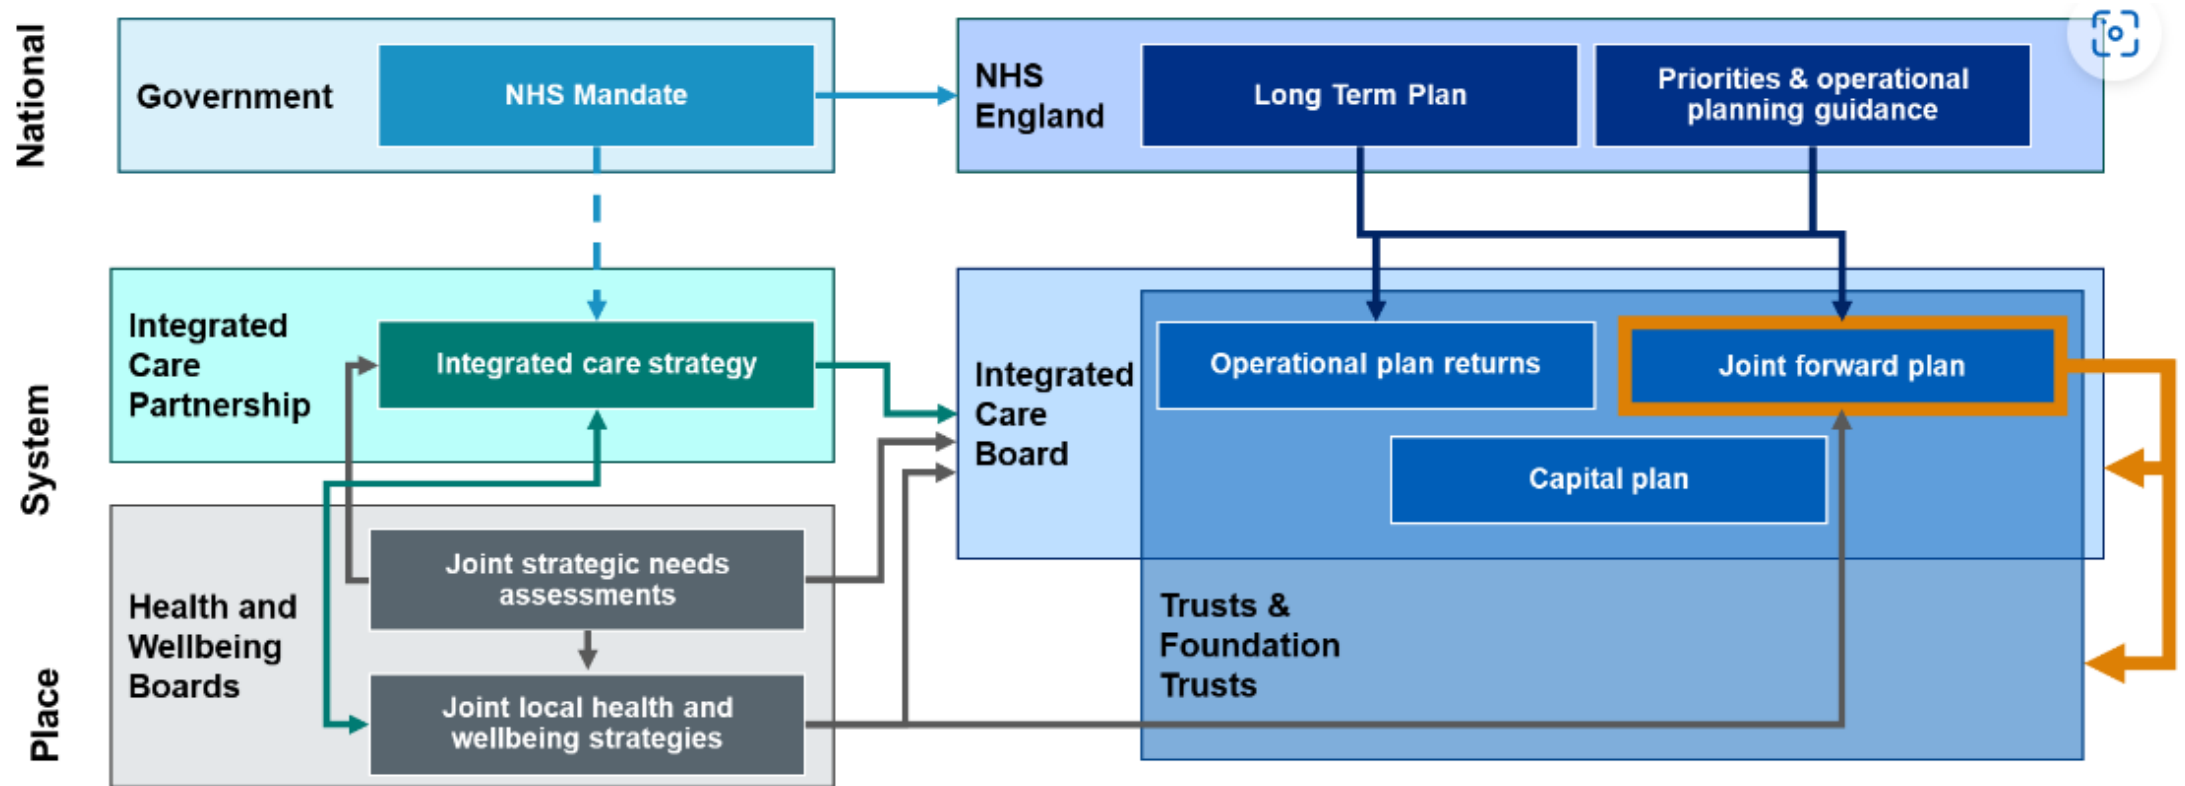 National
Government
NHS Mandate
NHS
England
Long Term Plan
Priorities & operational
planning guidance
System
Integrated
Care
Partnership
Integrated care strategy
Integrated
Care
Board
Operational plan returns
Joint forward plan
Capital plan
Place
Health and
Wellbeing
Boards
Joint strategic needs
assessments
Joint local health and
wellbeing strategies
Trusts &
Foundation
Trusts